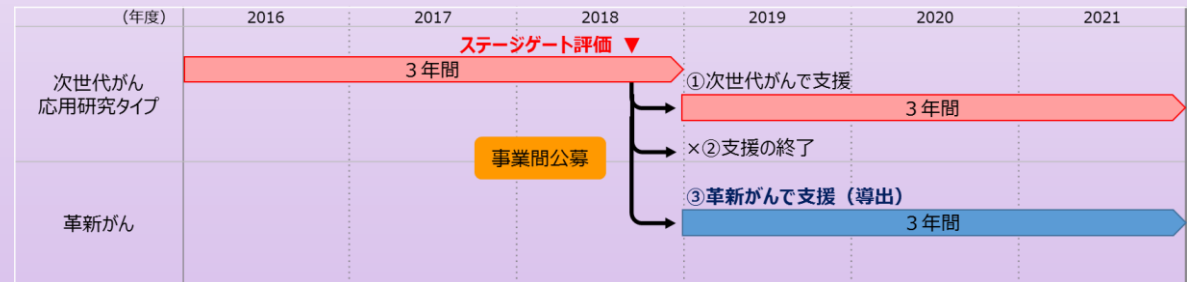 (年度) 2016 2017 2018 2019 2020 2021
ステージゲート評価 ▼
次世代がん
応用研究タイプ
3年間
①次世代がんで支援
3年間
×②支援の終了
事業間公募
革新がん
③革新がんで支援（導出）
3年間